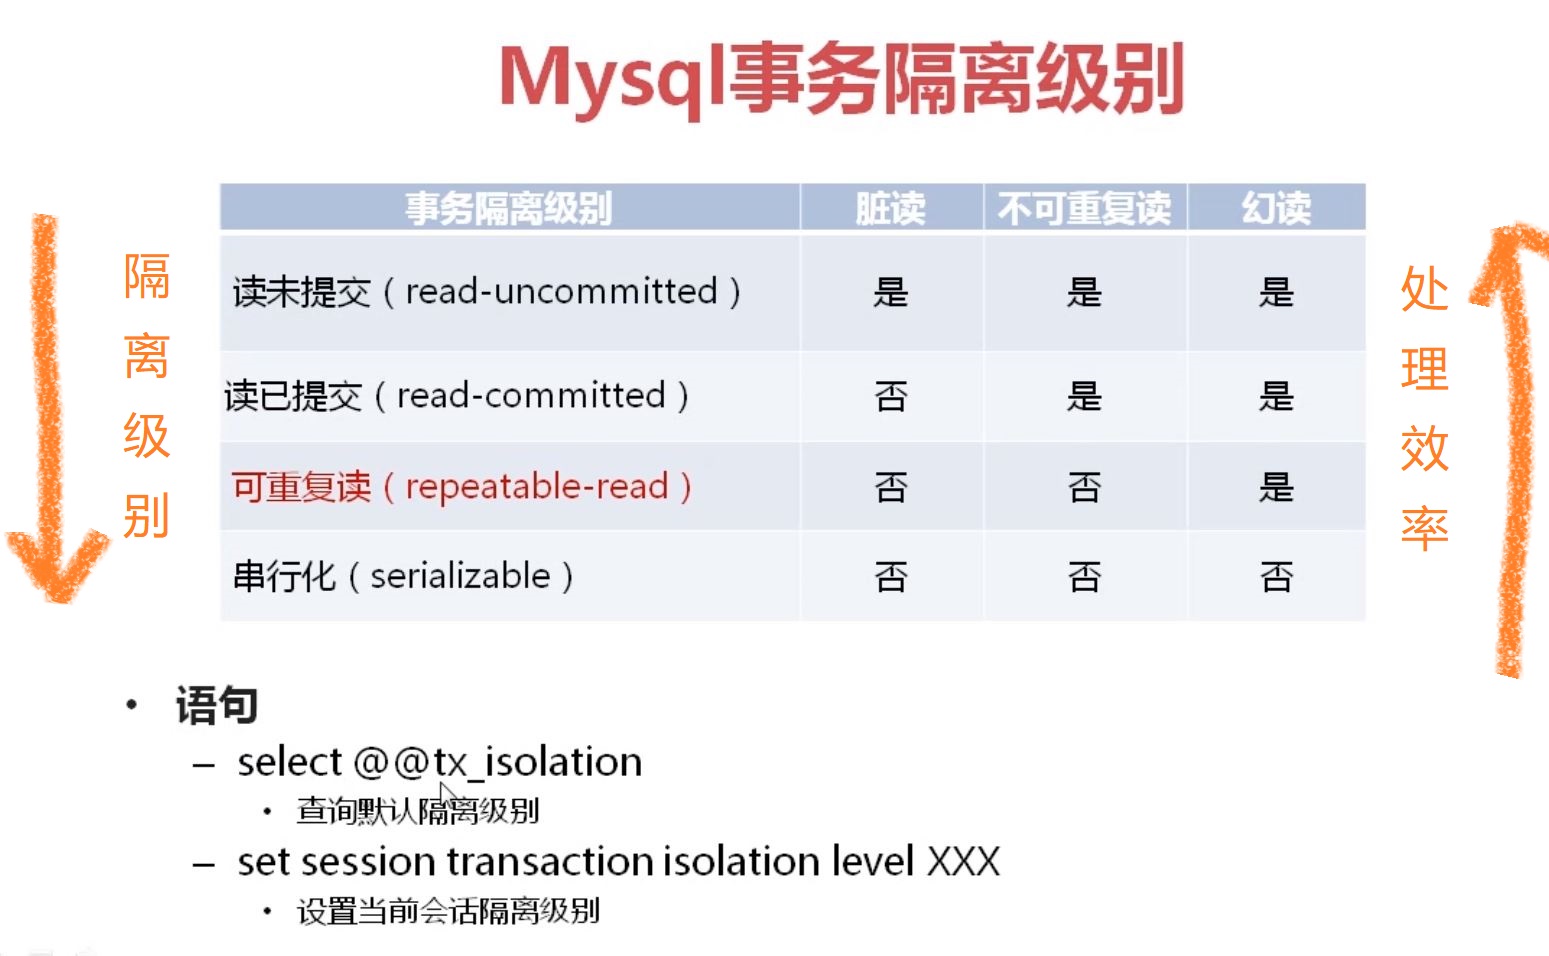 Mysql事务隔离级别
事务隔离级别 脏读 不可重复读 幻读
读未提交（read-uncommitted） 是 是 是
读已提交（read-committed） 否 是 是
可重复读（repeatable-read） 否 否 是
串行化（serializable） 否 否 否
隔
离
级
别
处
理
效
率
• 语句
– select @@tx_isolation
• 查询默认隔离级别
– set session transaction isolation level XXX
• 设置当前会话隔离级别